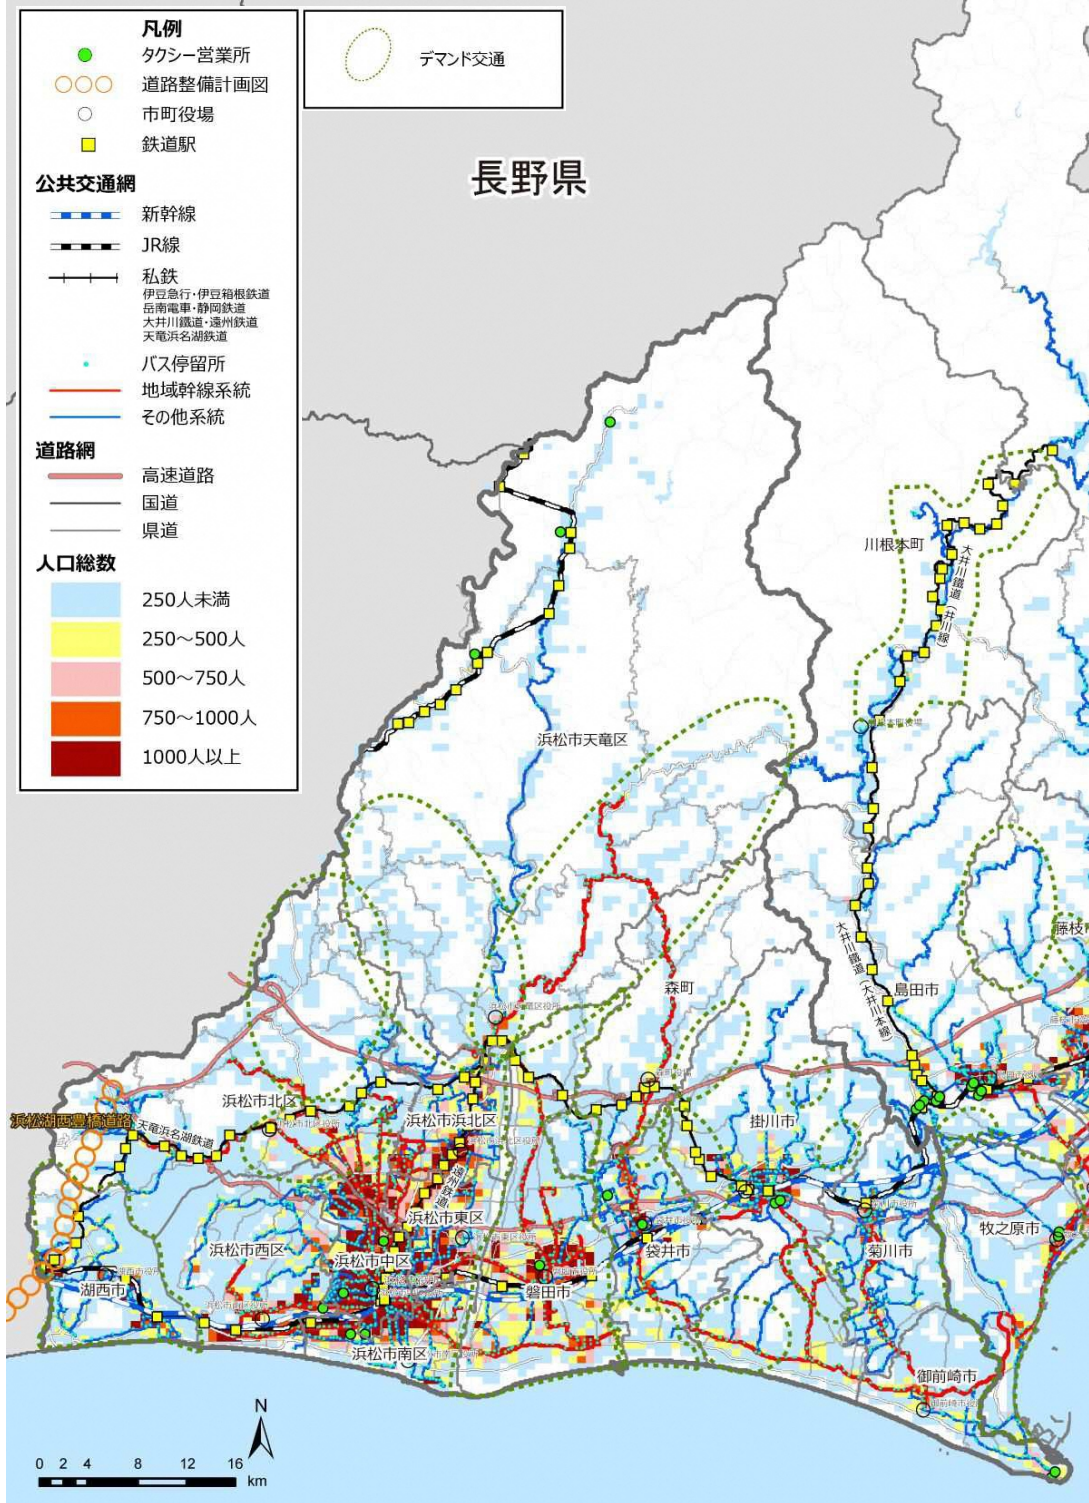 凡例
タクシー営業所
道路整備計画図
市町役場
鉄道駅
公共交通網
新幹線
JR線
私鉄
伊豆急行・伊豆箱根鉄道
岳南電車・静岡鉄道
大井川鐵道・遠州鉄道
天竜浜名湖鉄道
バス停留所
地域幹線系統
その他系統
道路網
高速道路
国道
県道
人口総数
250人未満
250～500人
500～750人
750～1000人
1000人以上
デマンド交通
長野県
川根本町
大井川鐵道（井川線）
浜松市天竜区
藤枝
大井川鐵道（大井川本線）
島田市
森町
浜松市北区
浜松市浜北区
掛川市
浜松湖西豊橋道路
天竜浜名湖鉄道
遠州鉄道
浜松市東区
浜松市西区
浜松市中区
袋井市
菊川市
牧之原市
湖西市
磐田市
浜松市南区
御前崎市
N
0 2 4 8 12 16
km